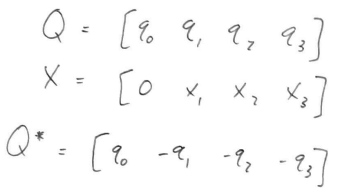 Q = [q₀ q₁ q₂ q₃]
X = [0 x₁ x₂ x₃]
Q* = [q₀ -q₁ -q₂ -q₃]